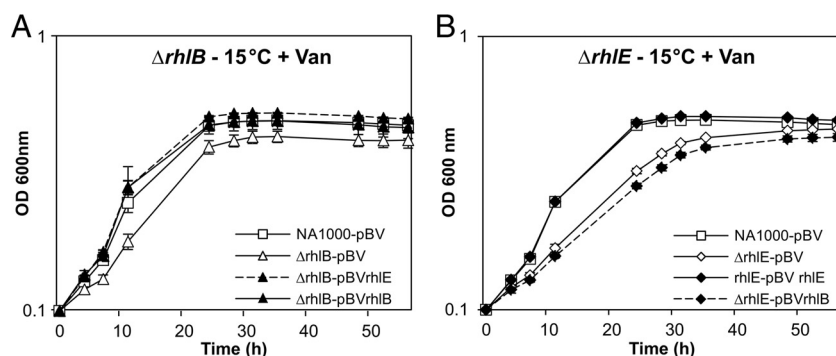 A
ΔrhlB - 15°C + Van
1
OD 600nm
0.1
0 10 20 30 40 50
Time (h)
NA1000-pBV
ΔrhlB-pBV
ΔrhlB-pBVrhlE
ΔrhlB-pBVrhlB
B
ΔrhlE - 15°C + Van
1
OD 600 nm
0.1
0 10 20 30 40 50
Time (h)
NA1000-pBV
ΔrhlE-pBV
rhlE-pBV rhlE
ΔrhlE-pBVrhlB